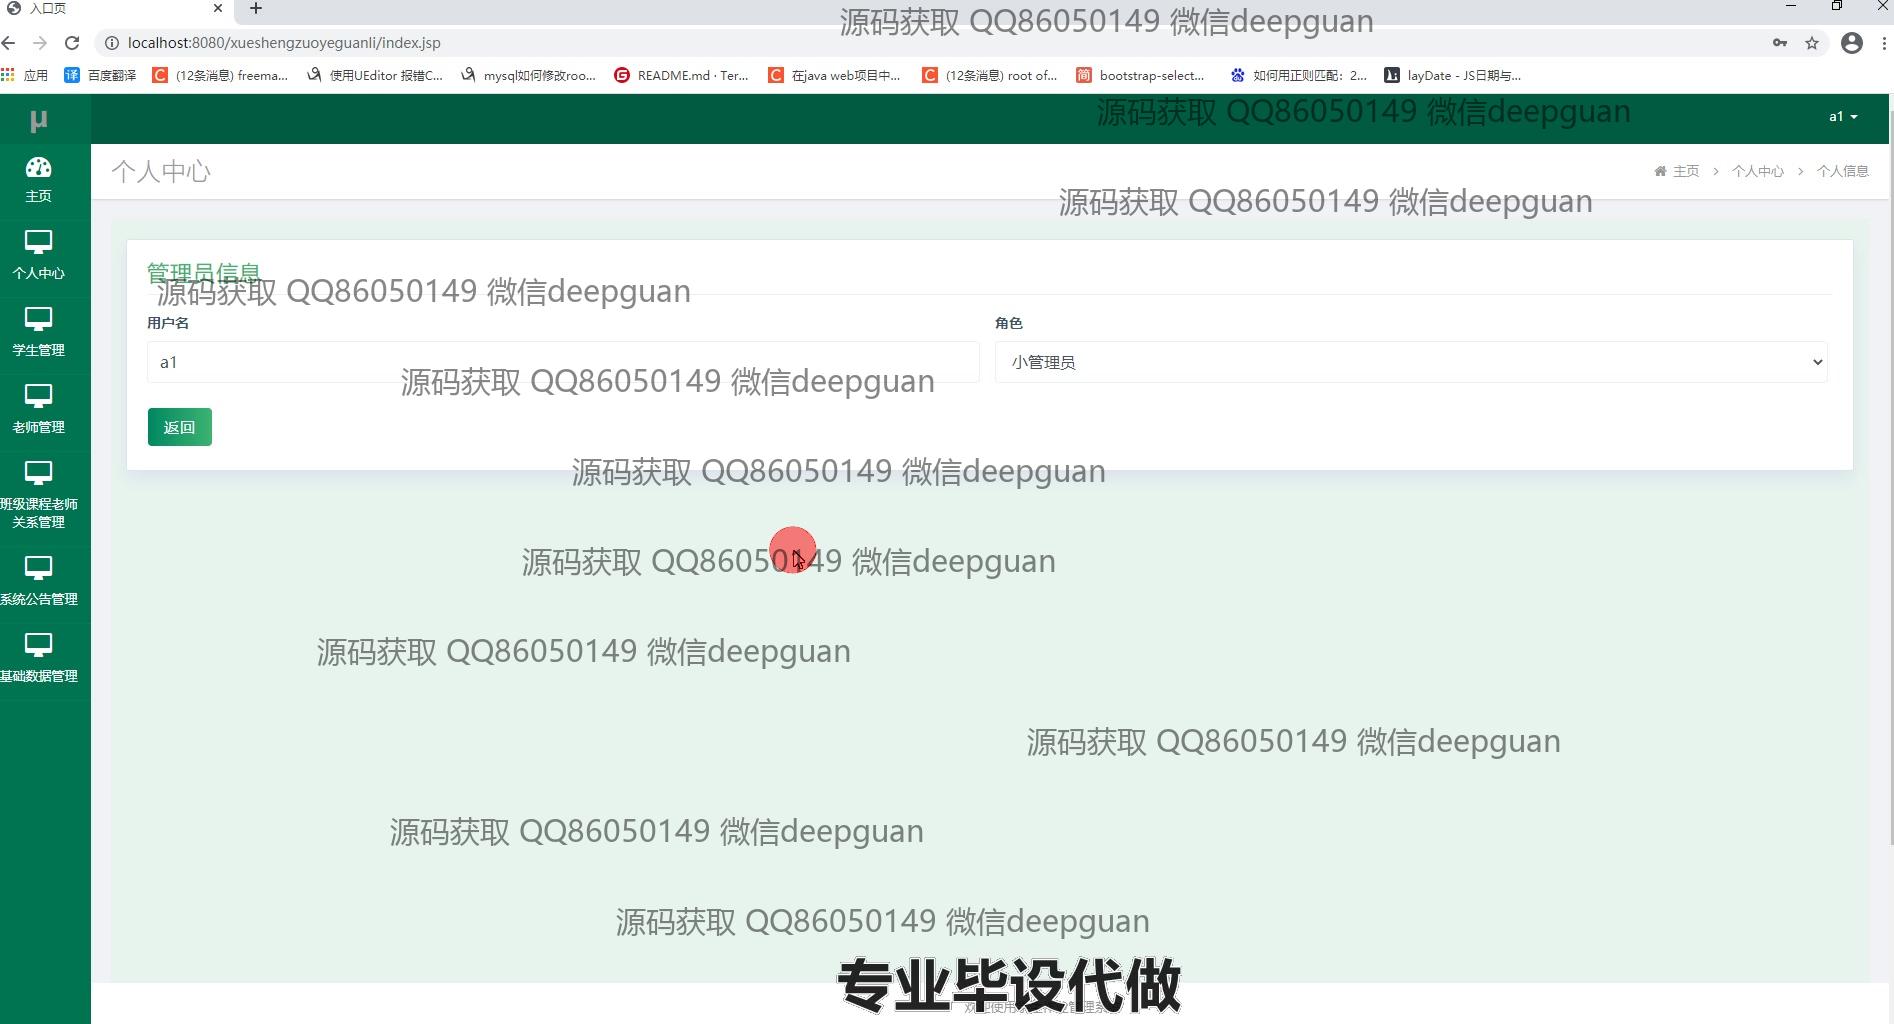 入口页
源码获取 QQ86050149 微信deepguan
localhost:8080/xueshengzuoyeguanli/index.jsp
应用
百度翻译
(12条消息) freema...
使用UEditor 报错C...
mysql如何修改roo...
README.md · Ter...
在java web项目中...
(12条消息) root of...
bootstrap-select...
如何用正则匹配：2...
layDate - JS日期与...
μ
源码获取 QQ86050149 微信deepguan
a1
主页
个人中心
学生管理
老师管理
班级课程老师
关系管理
系统公告管理
基础数据管理
个人中心
主页 > 个人中心 > 个人信息
源码获取 QQ86050149 微信deepguan
管理员信息
源码获取 QQ86050149 微信deepguan
用户名
角色
a1
小管理员
源码获取 QQ86050149 微信deepguan
返回
源码获取 QQ86050149 微信deepguan
源码获取 QQ86050149 微信deepguan
源码获取 QQ86050149 微信deepguan
源码获取 QQ86050149 微信deepguan
源码获取 QQ86050149 微信deepguan
源码获取 QQ86050149 微信deepguan
专业毕设代做